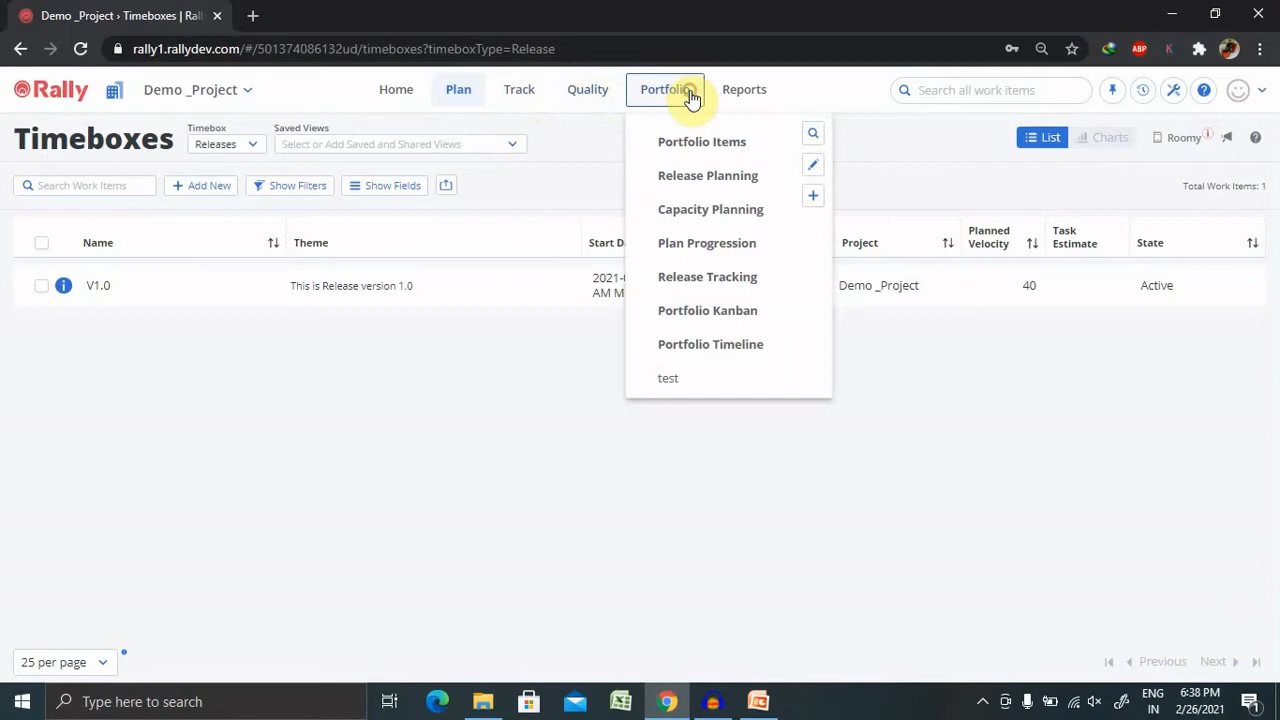 Demo _Project › Timeboxes | Rall
rally1.rallydev.com/#/501374086132ud/timeboxes?timeboxType=Release
ABP
K
Rally
Demo _Project
Home
Plan
Track
Quality
Portfolio
Reports
Search all work items
Timeboxes
Timebox
Releases
Saved Views
Select or Add Saved and Shared Views
List
Charts
Roomy
Search Work Items
Add New
Show Filters
Show Fields
Total Work Items: 1
Portfolio Items
Release Planning
Capacity Planning
Plan Progression
Release Tracking
Portfolio Kanban
Portfolio Timeline
test
Name
Theme
Start Da
Project
Planned
Velocity
Task
Estimate
State
V1.0
This is Release version 1.0
2021-0
AM M
Demo _Project
40
Active
25 per page
Previous
Next
Type here to search
ENG
IN
6:38 PM
2/26/2021
1